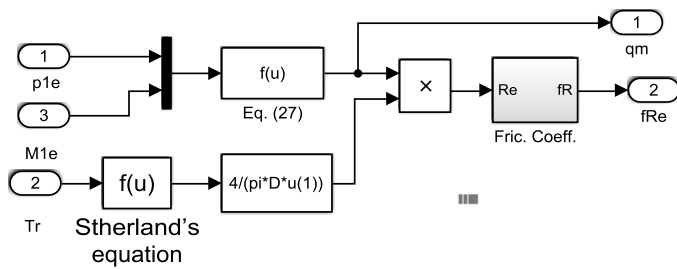 1
qm
1
p1e
f(u)
Eq. (27)
×
Re
fR
Fric. Coeff.
2
fRe
3
M1e
2
Tr
f(u)
Stherland's
equation
4/(pi*D*u(1))